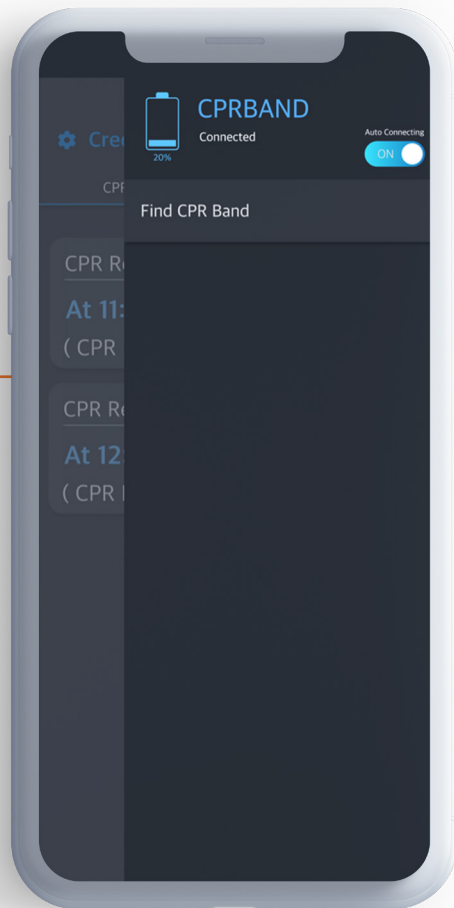 CPRBAND
Connected
Auto Connecting
ON
20%
Find CPR Band
CPR
At 11:
( CPR
CPR
At 12:
( CPR